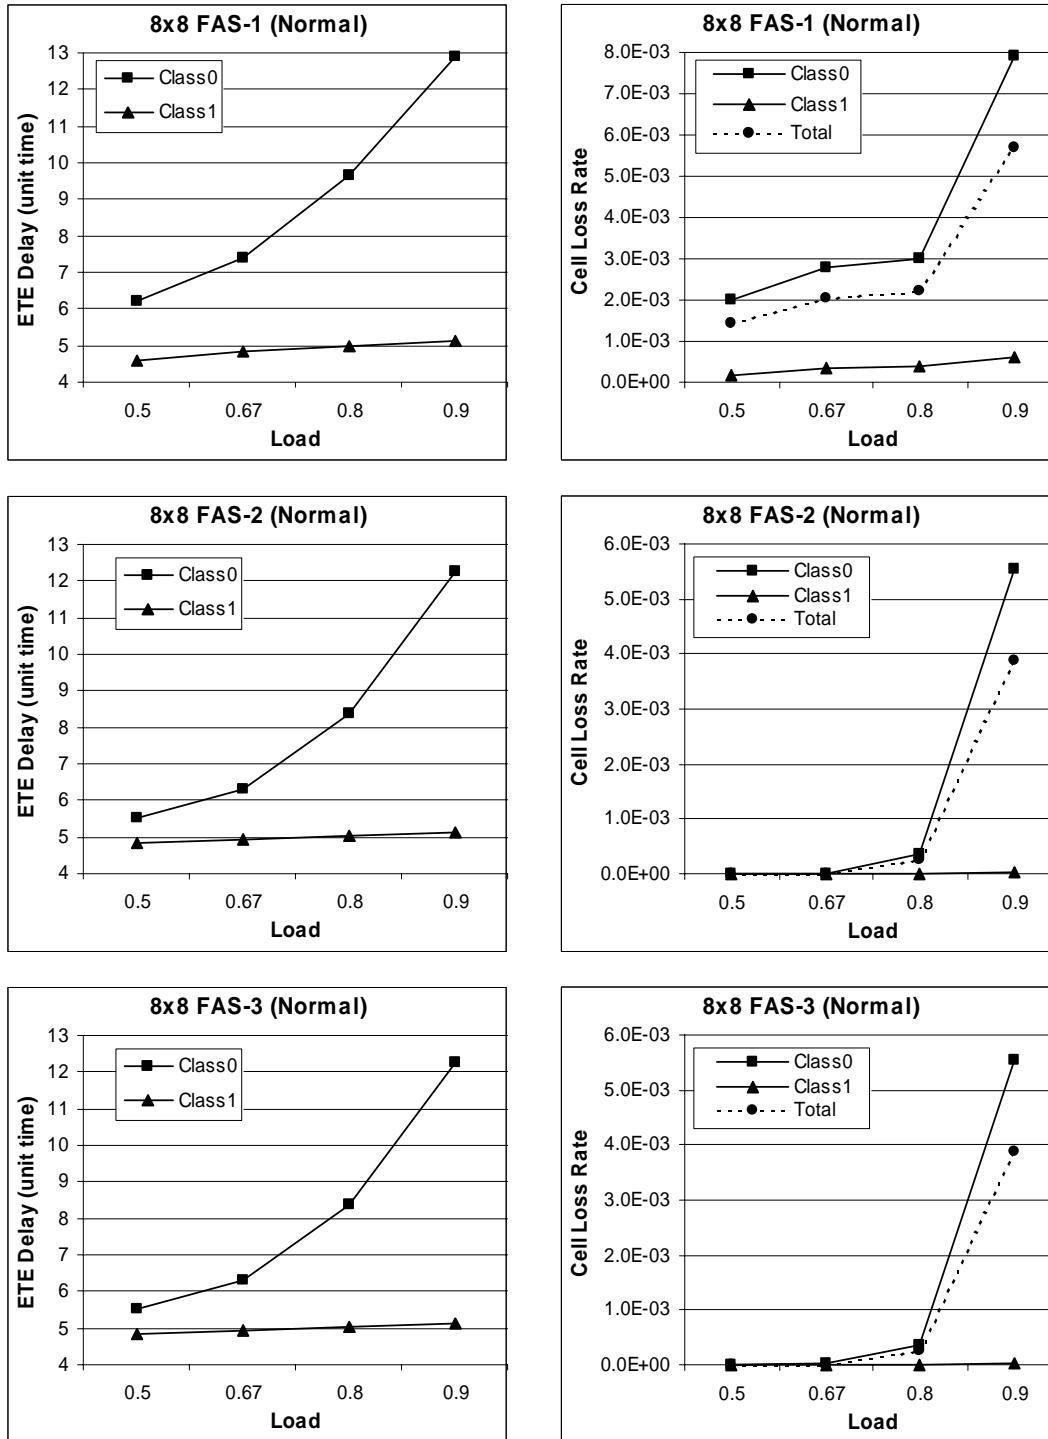 8x8 FAS-1 (Normal)
ETE Delay (unit time)
13
12
11
10
9
8
7
6
5
4
Class0
Class1
0.5 0.67 0.8 0.9
Load
8x8 FAS-1 (Normal)
Cell Loss Rate
8.0E-03
7.0E-03
6.0E-03
5.0E-03
4.0E-03
3.0E-03
2.0E-03
1.0E-03
0.0E+00
Class0
Class1
Total
0.5 0.67 0.8 0.9
Load
8x8 FAS-2 (Normal)
ETE Delay (unit time)
13
12
11
10
9
8
7
6
5
4
Class0
Class1
0.5 0.67 0.8 0.9
Load
8x8 FAS-2 (Normal)
Cell Loss Rate
6.0E-03
5.0E-03
4.0E-03
3.0E-03
2.0E-03
1.0E-03
0.0E+00
Class0
Class1
Total
0.5 0.67 0.8 0.9
Load
8x8 FAS-3 (Normal)
ETE Delay (unit time)
13
12
11
10
9
8
7
6
5
4
Class0
Class1
0.5 0.67 0.8 0.9
Load
8x8 FAS-3 (Normal)
Cell Loss Rate
6.0E-03
5.0E-03
4.0E-03
3.0E-03
2.0E-03
1.0E-03
0.0E+00
Class0
Class1
Total
0.5 0.67 0.8 0.9
Load